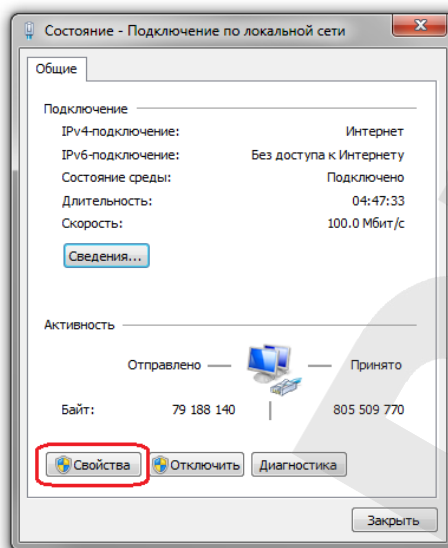 Состояние - Подключение по локальной сети
Общие
Подключение
IPv4-подключение: Интернет
IPv6-подключение: Без доступа к Интернету
Состояние среды: Подключено
Длительность: 04:47:33
Скорость: 100.0 Мбит/с
Сведения...
Активность
Отправлено — — Принято
Байт: 79 188 140 | 805 509 770
Свойства Отключить Диагностика
Закрыть